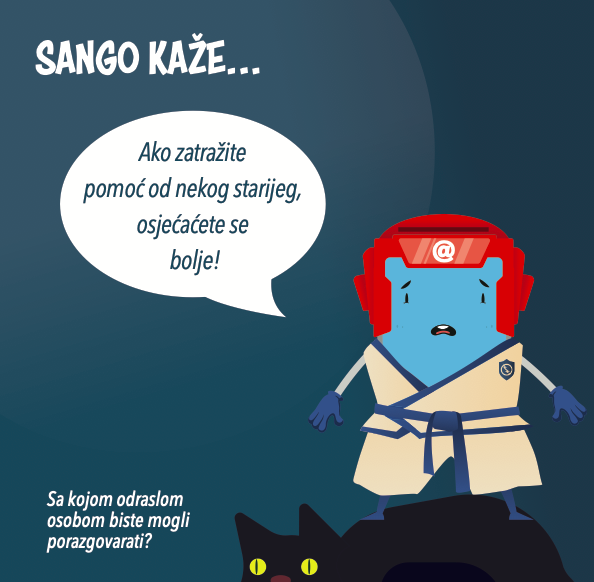 SANGO KAŽE...
Ako zatražite
pomoć od nekog starijeg,
osjećaćete se
bolje!
@
Sa kojom odraslom
osobom biste mogli
porazgovarati?